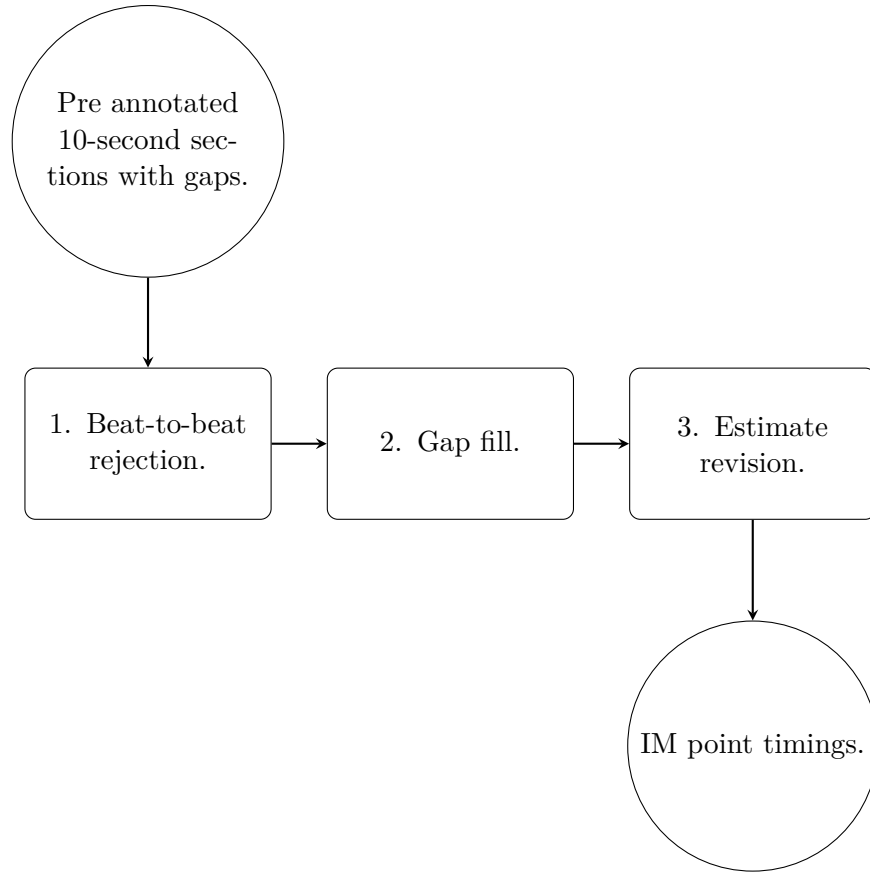 Pre annotated
10-second sec-
tions with gaps.
1. Beat-to-beat
rejection.
2. Gap fill.
3. Estimate
revision.
IM point timings.